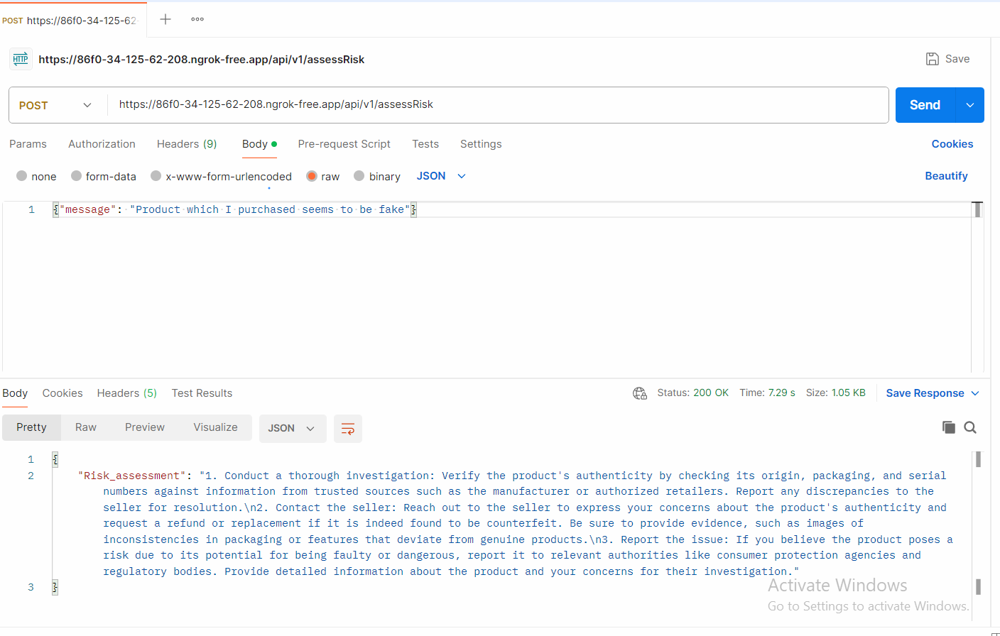 POST https://86f0-34-125-62
HTTP https://86f0-34-125-62-208.ngrok-free.app/api/v1/assessRisk Save
POST https://86f0-34-125-62-208.ngrok-free.app/api/v1/assessRisk Send
Params Authorization Headers (9) Body Pre-request Script Tests Settings Cookies
none form-data x-www-form-urlencoded raw binary JSON Beautify
1 {"message": "Product which I purchased seems to be fake"}
Body Cookies Headers (5) Test Results Status: 200 OK Time: 7.29 s Size: 1.05 KB Save Response
Pretty Raw Preview Visualize JSON
1 {
2 "Risk_assessment": "1. Conduct a thorough investigation: Verify the product's authenticity by checking its origin, packaging, and serial
numbers against information from trusted sources such as the manufacturer or authorized retailers. Report any discrepancies to the
seller for resolution.\n2. Contact the seller: Reach out to the seller to express your concerns about the product's authenticity and
request a refund or replacement if it is indeed found to be counterfeit. Be sure to provide evidence, such as images of
inconsistencies in packaging or features that deviate from genuine products.\n3. Report the issue: If you believe the product poses a
risk due to its potential for being faulty or dangerous, report it to relevant authorities like consumer protection agencies and
regulatory bodies. Provide detailed information about the product and your concerns for their investigation."
3 }
Activate Windows
Go to Settings to activate Windows.